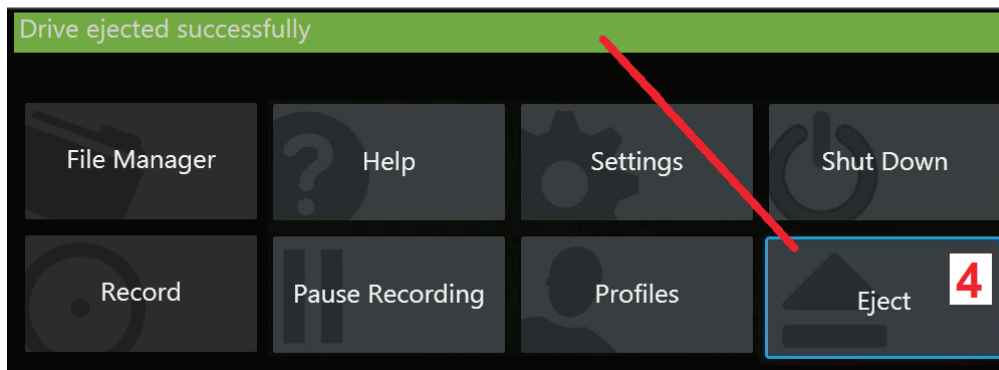 Drive ejected successfully
File Manager
Help
Settings
Shut Down
Record
Pause Recording
Profiles
Eject
4